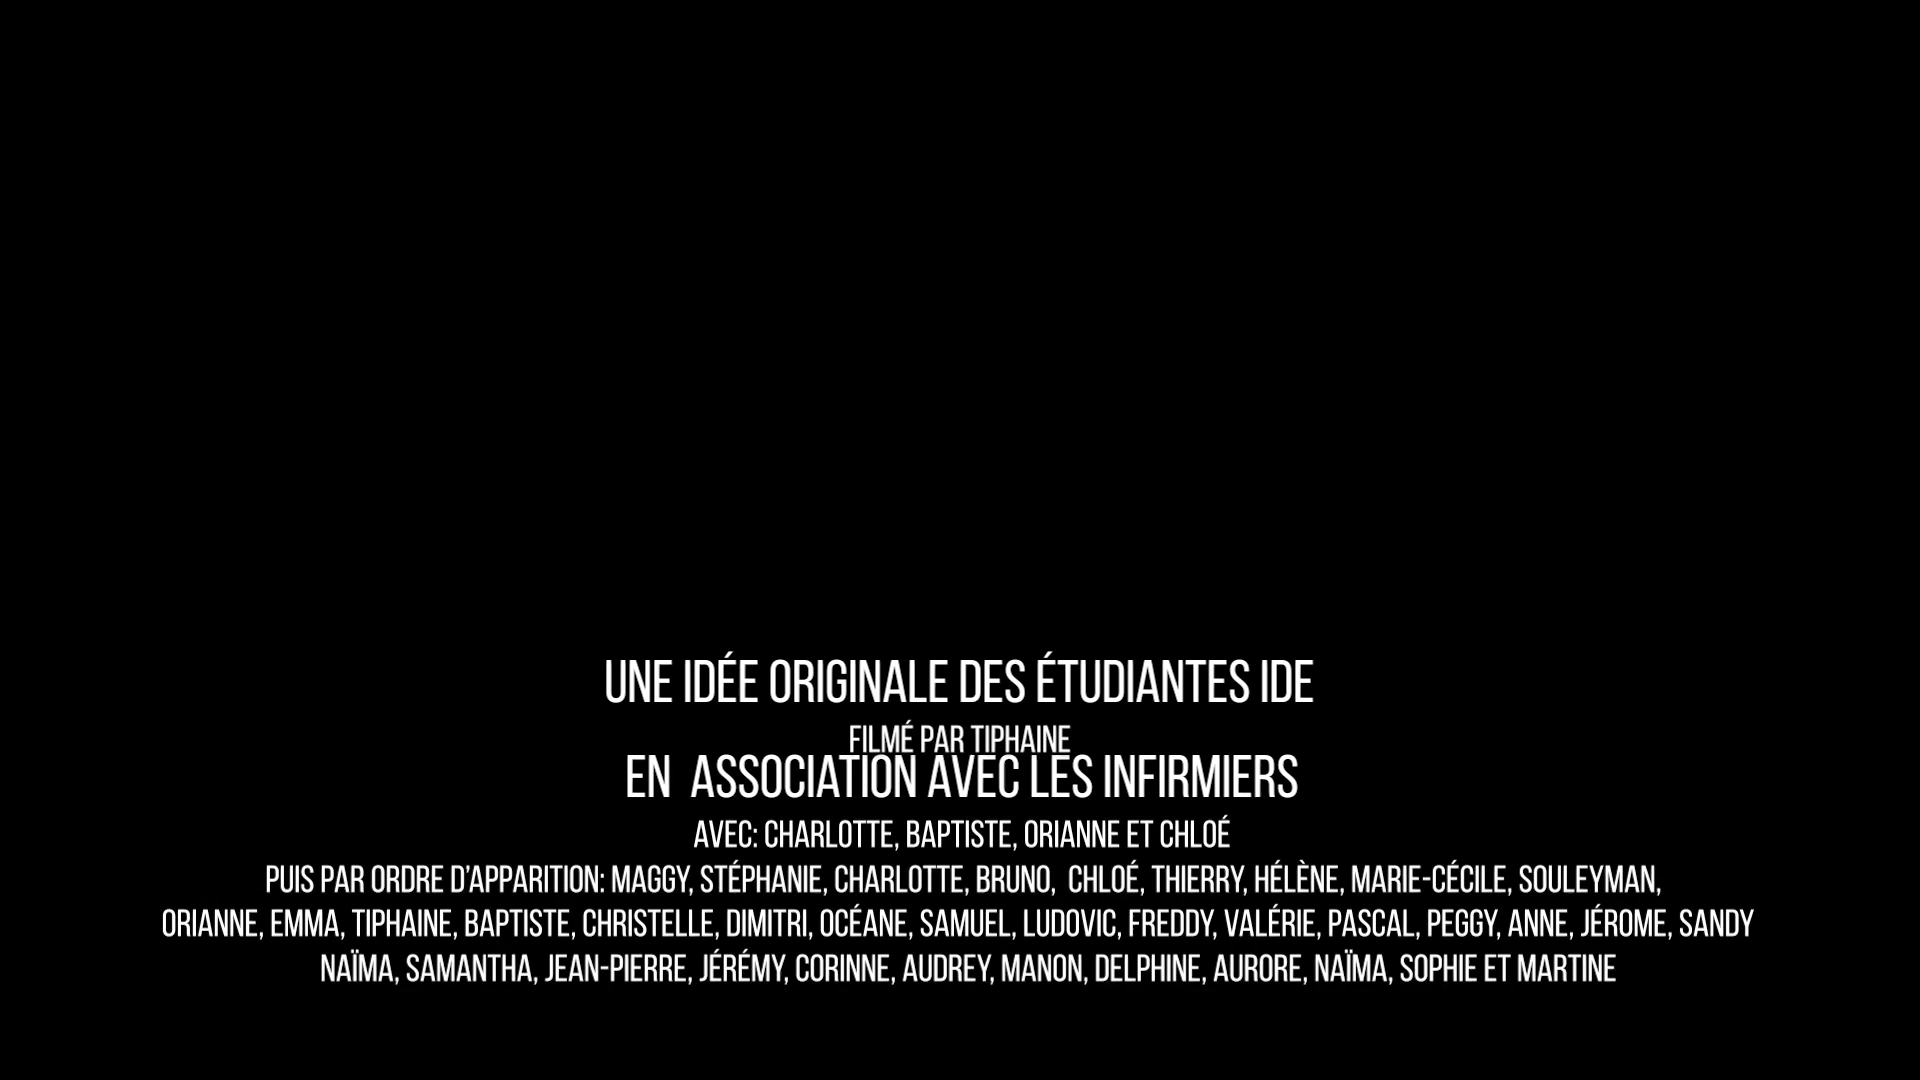 UNE IDÉE ORIGINALE DES ÉTUDIANTES IDE
FILMÉ PAR TIPHAINE
EN  ASSOCIATION AVEC LES INFIRMIERS
AVEC: CHARLOTTE, BAPTISTE, ORIANNE ET CHLOÉ
PUIS PAR ORDRE D’APPARITION: MAGGY, STÉPHANIE, CHARLOTTE, BRUNO,  CHLOÉ, THIERRY, HÉLÈNE, MARIE-CÉCILE, SOULEYMAN,
ORIANNE, EMMA, TIPHAINE, BAPTISTE, CHRISTELLE, DIMITRI, OCÉANE, SAMUEL, LUDOVIC, FREDDY, VALÉRIE, PASCAL, PEGGY, ANNE, JÉROME, SANDY
NAÏMA, SAMANTHA, JEAN-PIERRE, JÉRÉMY, CORINNE, AUDREY, MANON, DELPHINE, AURORE, NAÏMA, SOPHIE ET MARTINE